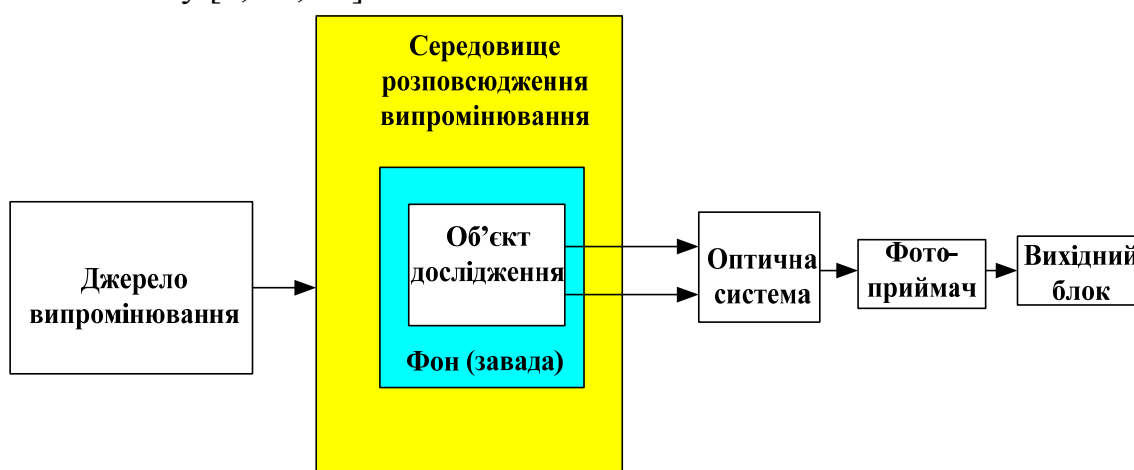 Середовище
розповсюдження
випромінювання
Об’єкт
дослідження
Фон (завада)
Джерело
випромінювання
Оптична
система
Фото-
приймач
Вихідний
блок